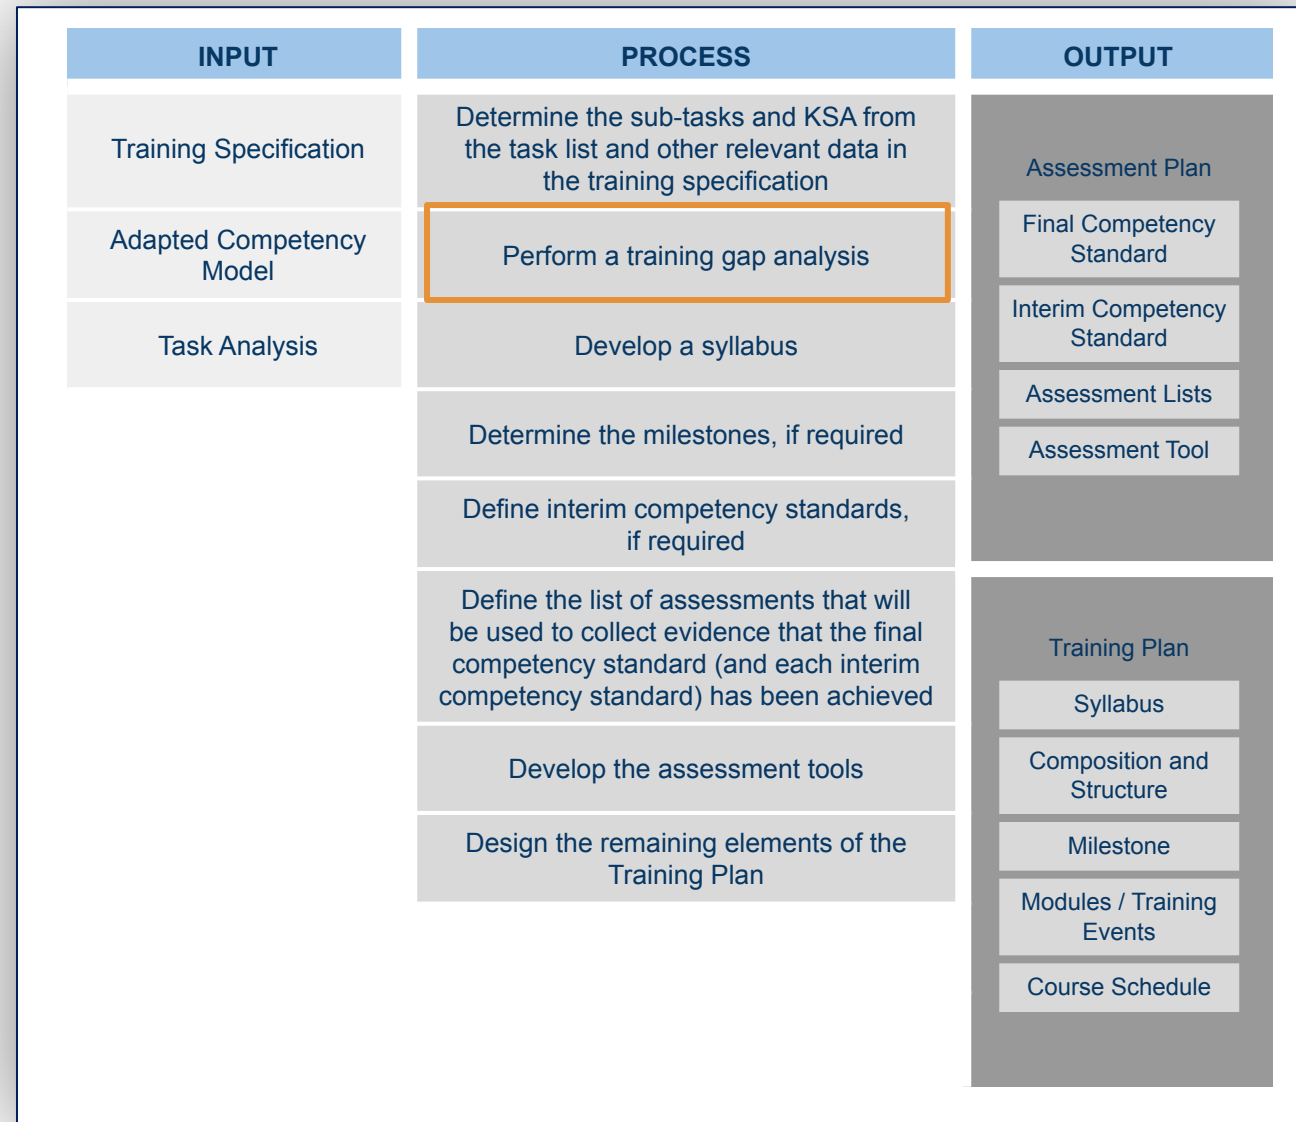 INPUT
PROCESS
OUTPUT
Training Specification
Adapted Competency
Model
Task Analysis
Determine the sub-tasks and KSA from
the task list and other relevant data in
the training specification
Perform a training gap analysis
Develop a syllabus
Determine the milestones, if required
Define interim competency standards,
if required
Define the list of assessments that will
be used to collect evidence that the final
competency standard (and each interim
competency standard) has been achieved
Develop the assessment tools
Design the remaining elements of the
Training Plan
Assessment Plan
Final Competency
Standard
Interim Competency
Standard
Assessment Lists
Assessment Tool
Training Plan
Syllabus
Composition and
Structure
Milestone
Modules / Training
Events
Course Schedule